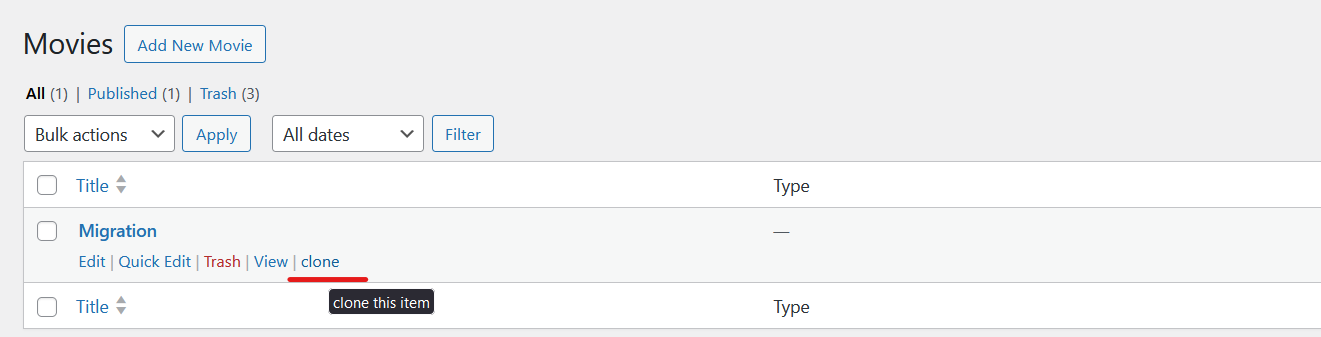 Movies Add New Movie
All (1) | Published (1) | Trash (3)
Bulk actions Apply All dates Filter
Title Type
Migration —
Edit | Quick Edit | Trash | View | clone
clone this item
Title Type